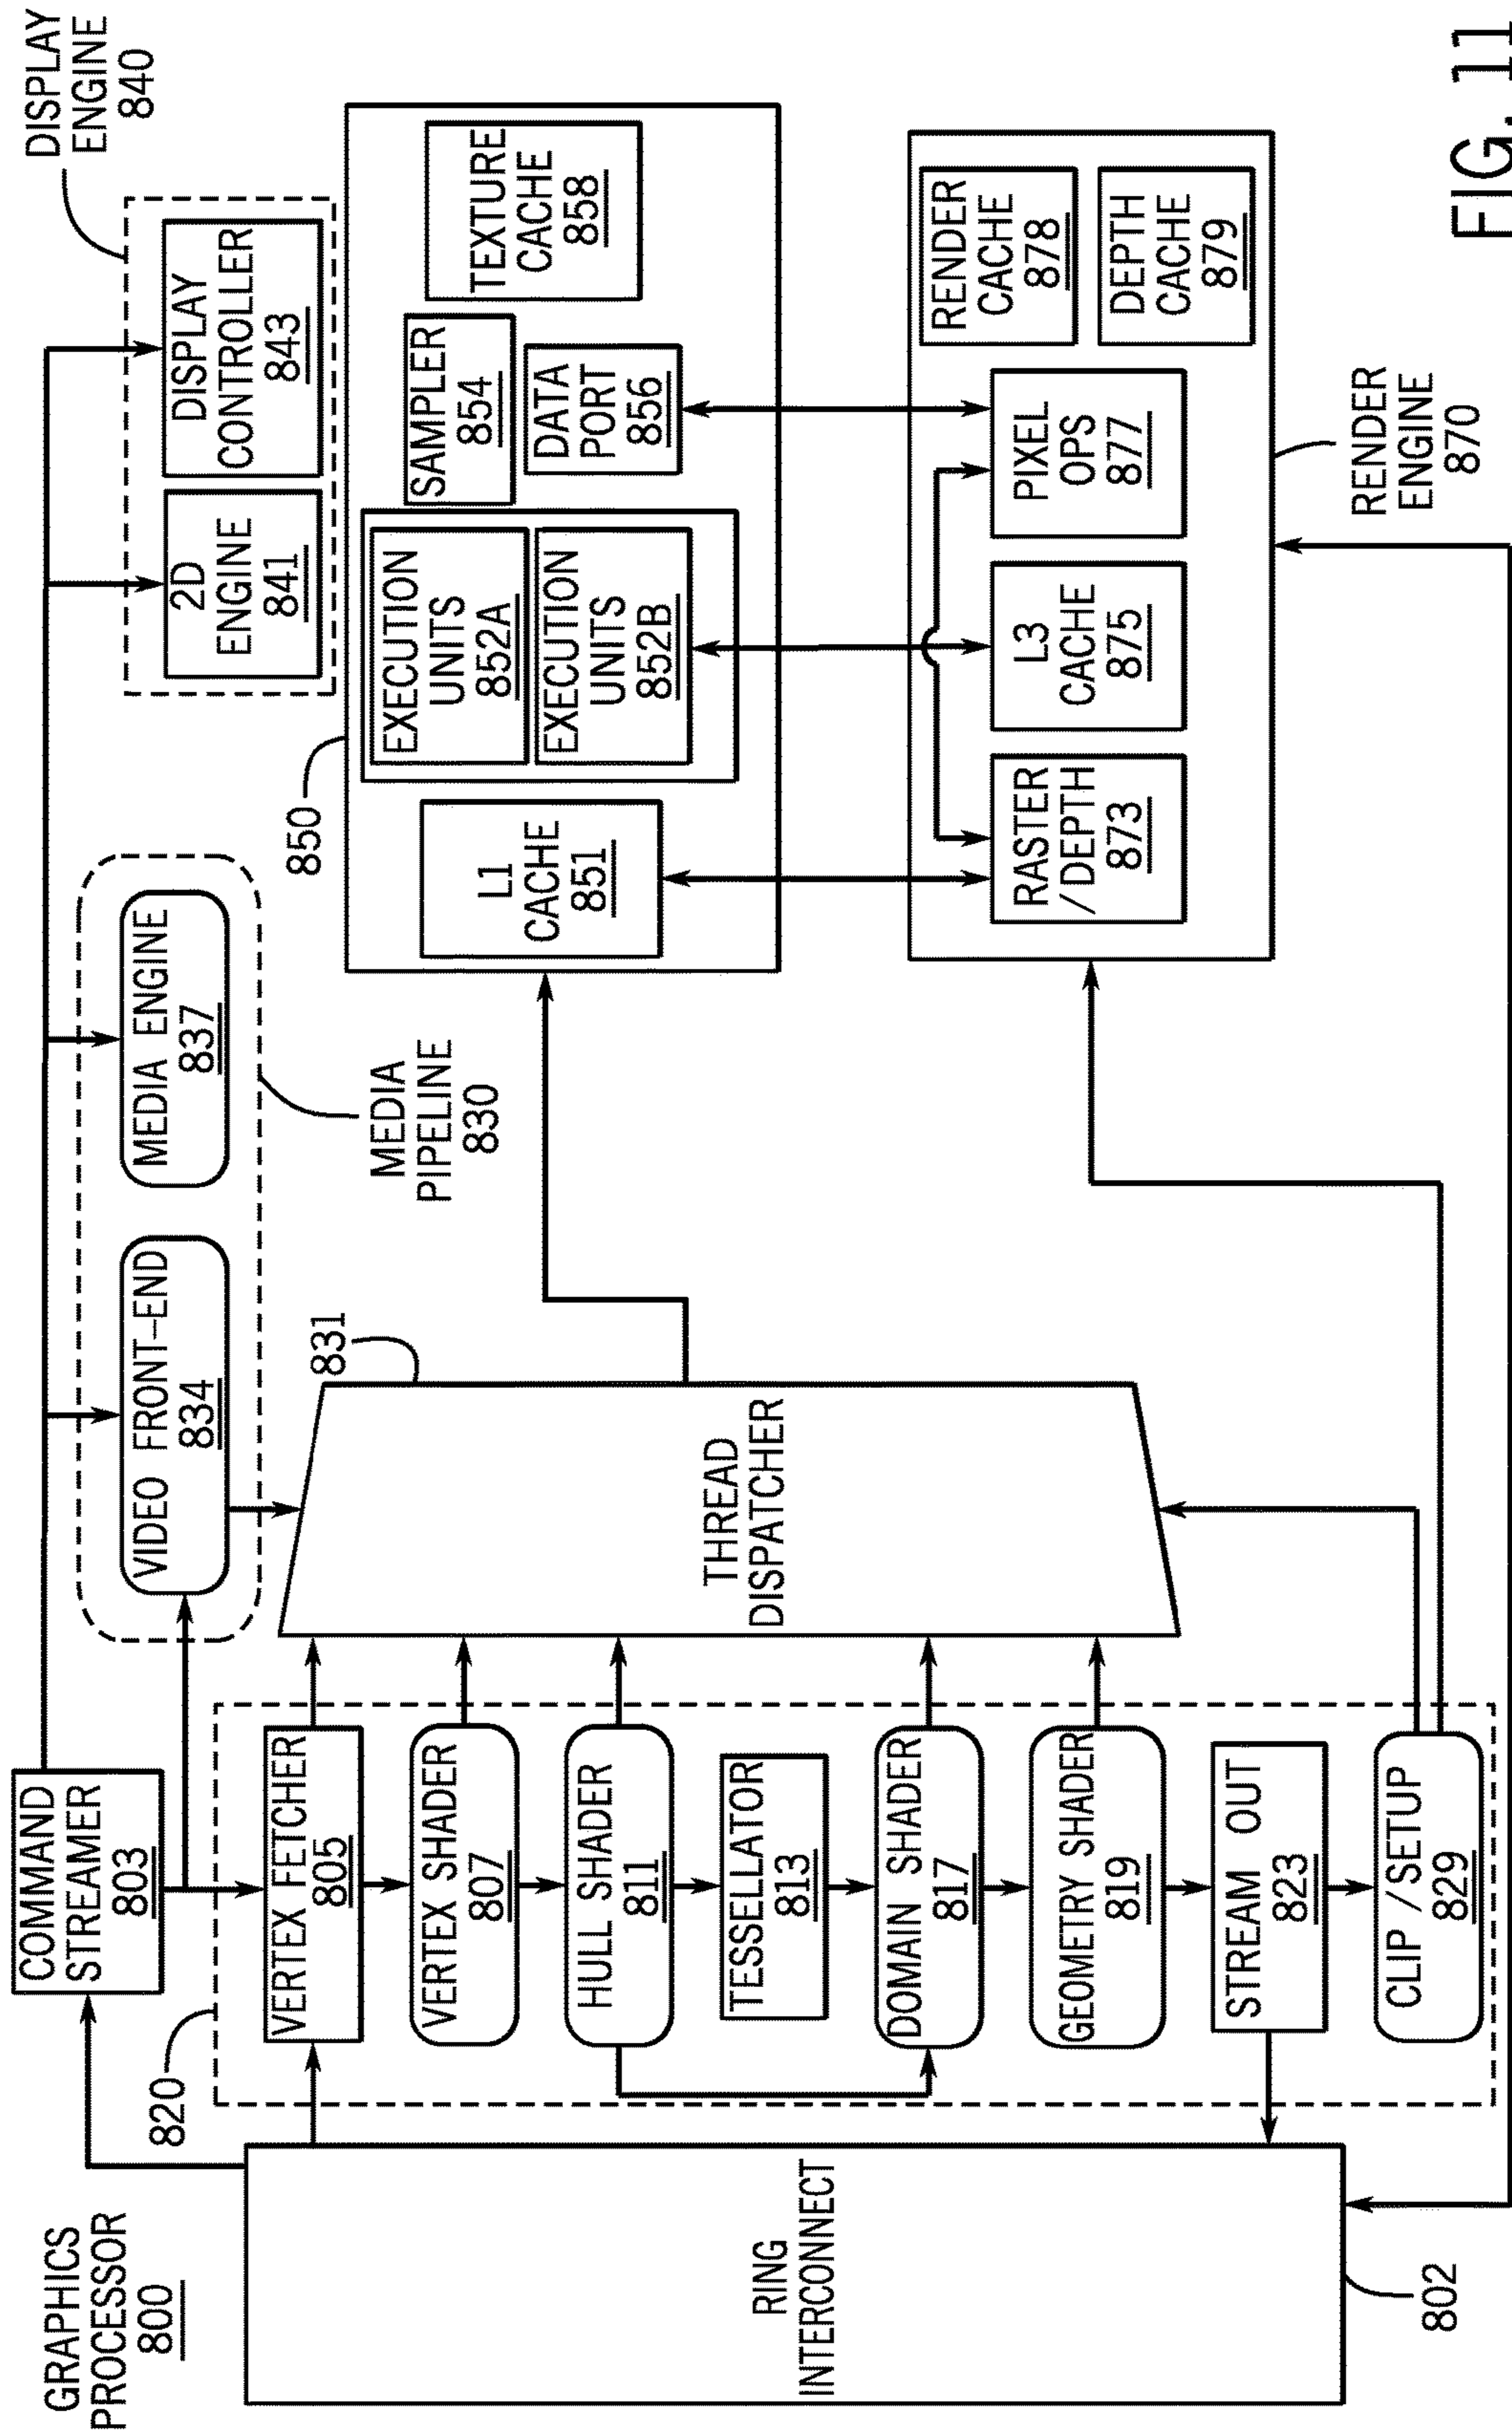 GRAPHICS
PROCESSOR
800
COMMAND
STREAMER
803
820
VERTEX FETCHER
805
VERTEX SHADER
807
HULL SHADER
811
TESSELLATOR
813
DOMAIN SHADER
817
GEOMETRY SHADER
819
STREAM OUT
823
CLIP/SETUP
829
RING
INTERCONNECT
802
VIDEO FRONT-END
834
MEDIA ENGINE
837
MEDIA
PIPELINE
830
THREAD
DISPATCHER
831
DISPLAY
ENGINE
840
2D
ENGINE
841
DISPLAY
CONTROLLER
843
850
L1
CACHE
851
EXECUTION
UNITS
852A
EXECUTION
UNITS
852B
SAMPLER
854
DATA
PORT
856
TEXTURE
CACHE
858
RASTER
/DEPTH
873
L3
CACHE
875
PIXEL
OPS
877
RENDER
CACHE
878
DEPTH
CACHE
879
RENDER
ENGINE
870
FIG. 11